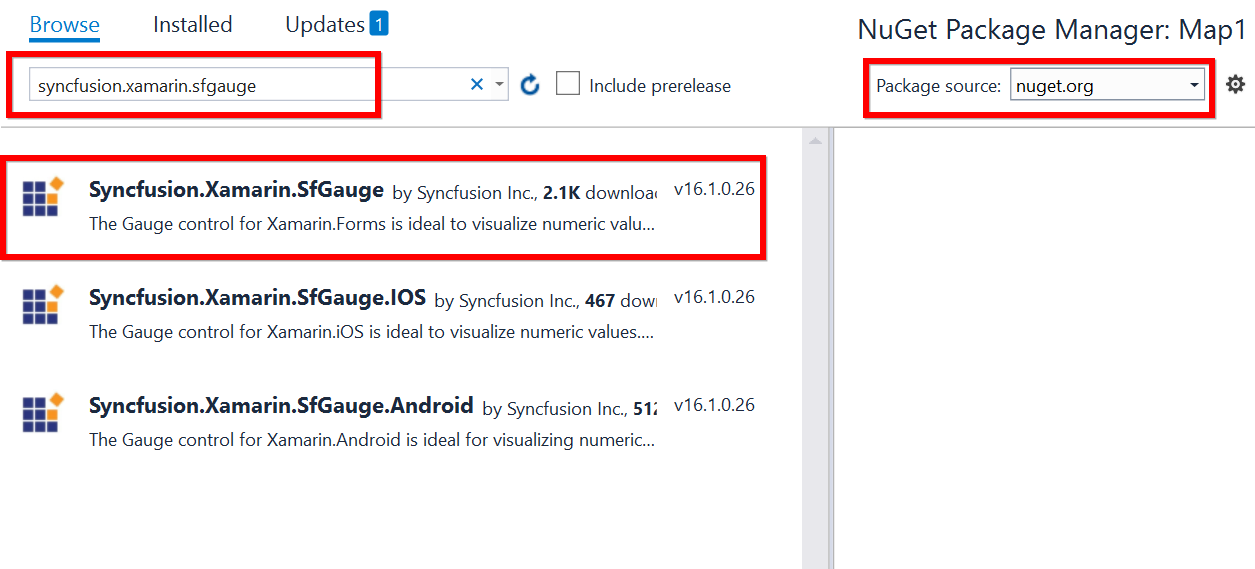 Browse Installed Updates 1
NuGet Package Manager: Map1
syncfusion.xamarin.sfgauge
Include prerelease
Package source: nuget.org
Syncfusion.Xamarin.SfGauge by Syncfusion Inc., 2.1K v16.1.0.26
The Gauge control for Xamarin.Forms is ideal to visualize numeric valu...
Syncfusion.Xamarin.SfGauge.IOS by Syncfusion Inc., 467 v16.1.0.26
The Gauge control for Xamarin.iOS is ideal to visualize numeric values....
Syncfusion.Xamarin.SfGauge.Android by Syncfusion Inc., v16.1.0.26
The Gauge control for Xamarin.Android is ideal for visualizing numeric...